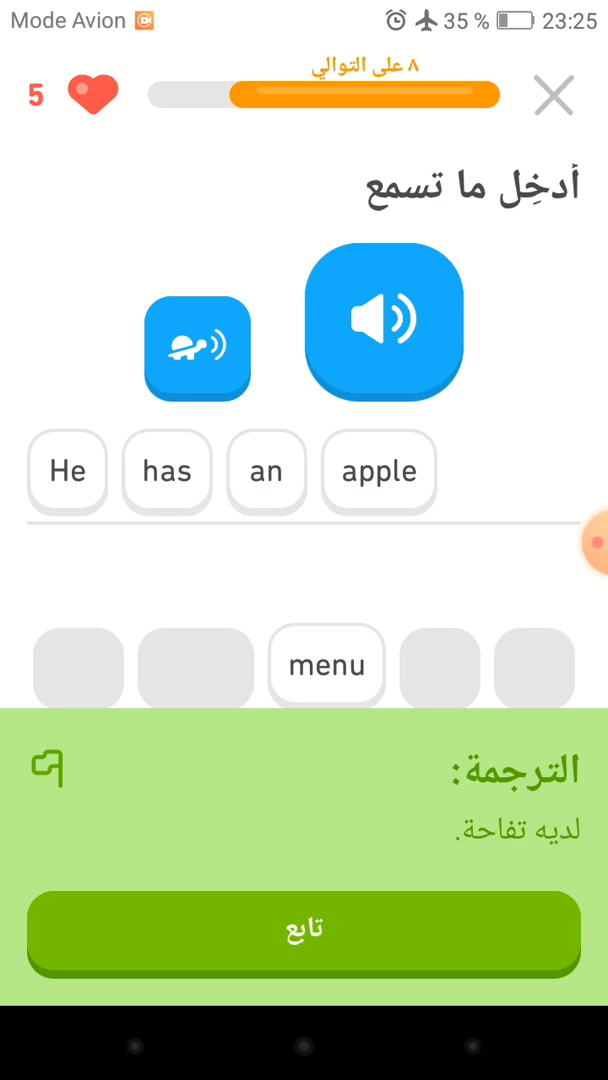 Mode Avion 35 % 23:25
٨ على التوالي
5
أدخِل ما تسمع
He has an apple
menu
الترجمة:
لديه تفاحة.
تابع